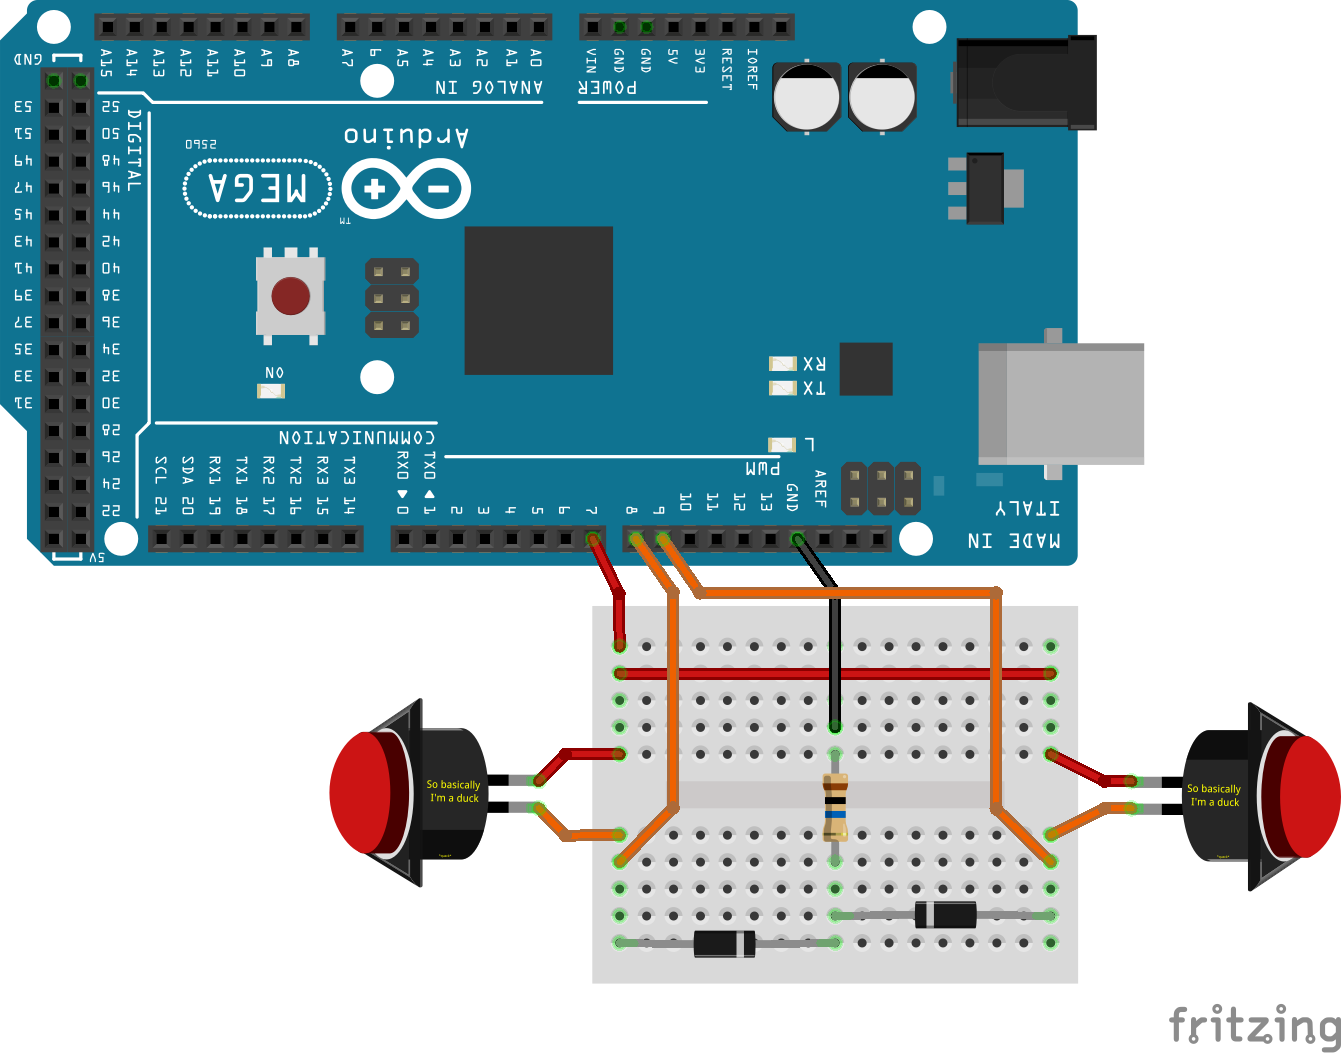 A15 A14 A13 A12 A11 A10 A9 A8
A7 A6 A5 A4 A3 A2 A1 A0
VIN GND GND 5V 3V3 RESET IOREF
GND
ANALOG IN
POWER
DIGITAL
53 52
51 50
49 48
47 46
45 44
43 42
41 40
39 38
37 36
35 34
33 32
31 30
28
26
24
22
5V
Arduino
2560
MEGA
TM
ON
RX
TX
L
COMMUNICATION
PWM
SCL 21
SDA 20
RX1 19
TX1 18
RX2 17
TX2 16
RX3 15
TX3 14
RX0 0
TX0 1
2 3 4 5 6 7
8 9 10 11 12 13 GND AREF
MADE IN
ITALY
So basically
I'm a duck
So basically
I'm a duck
fritzing